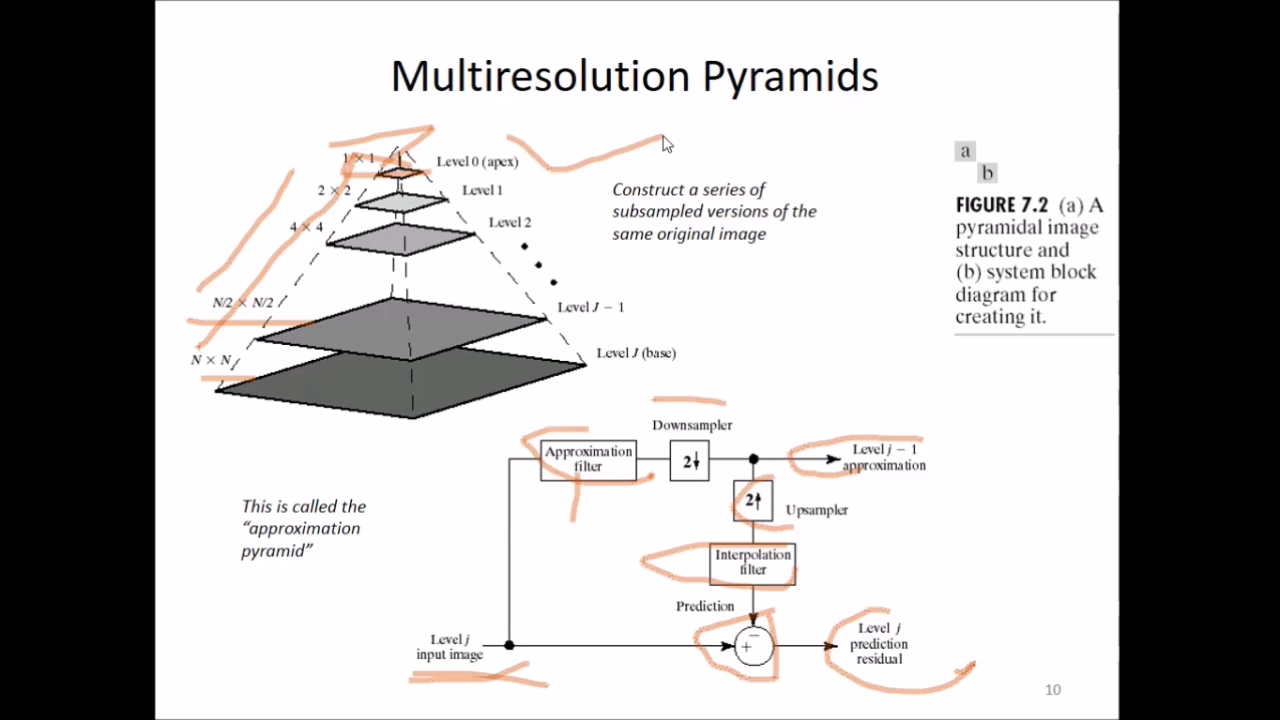 Multiresolution Pyramids
1 × 1
Level 0 (apex)
2 × 2
Level 1
4 × 4
Level 2
N/2 × N/2
Level J − 1
N × N
Level J (base)
Construct a series of
subsampled versions of the
same original image
a
b
FIGURE 7.2 (a) A
pyramidal image
structure and
(b) system block
diagram for
creating it.
This is called the
“approximation
pyramid”
Downsampler
Approximation
filter
2↓
Level j − 1
approximation
2↑
Upsampler
Interpolation
filter
Prediction
Level j
input image
+
−
Level j
prediction
residual
10